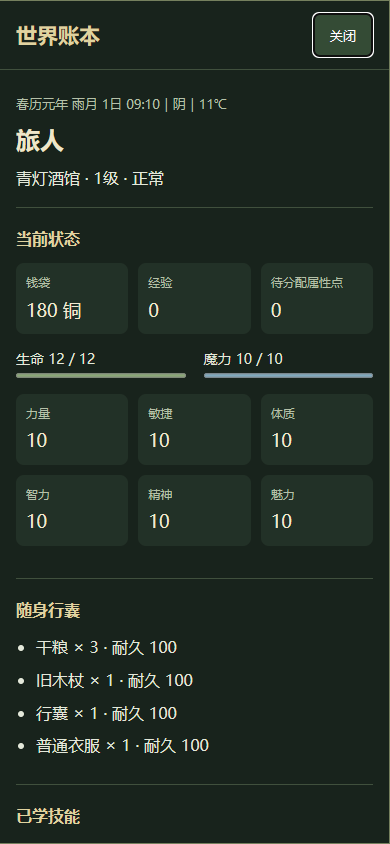 世界账本
关闭
春历元年 雨月 1日 09:10 | 阴 | 11℃
旅人
青灯酒馆 · 1级 · 正常
当前状态
钱袋 经验 待分配属性点
180 铜 0 0
生命 12 / 12 魔力 10 / 10
力量 敏捷 体质
10 10 10
智力 精神 魅力
10 10 10
随身行囊
• 干粮 × 3 · 耐久 100
• 旧木杖 × 1 · 耐久 100
• 行囊 × 1 · 耐久 100
• 普通衣服 × 1 · 耐久 100
已学技能